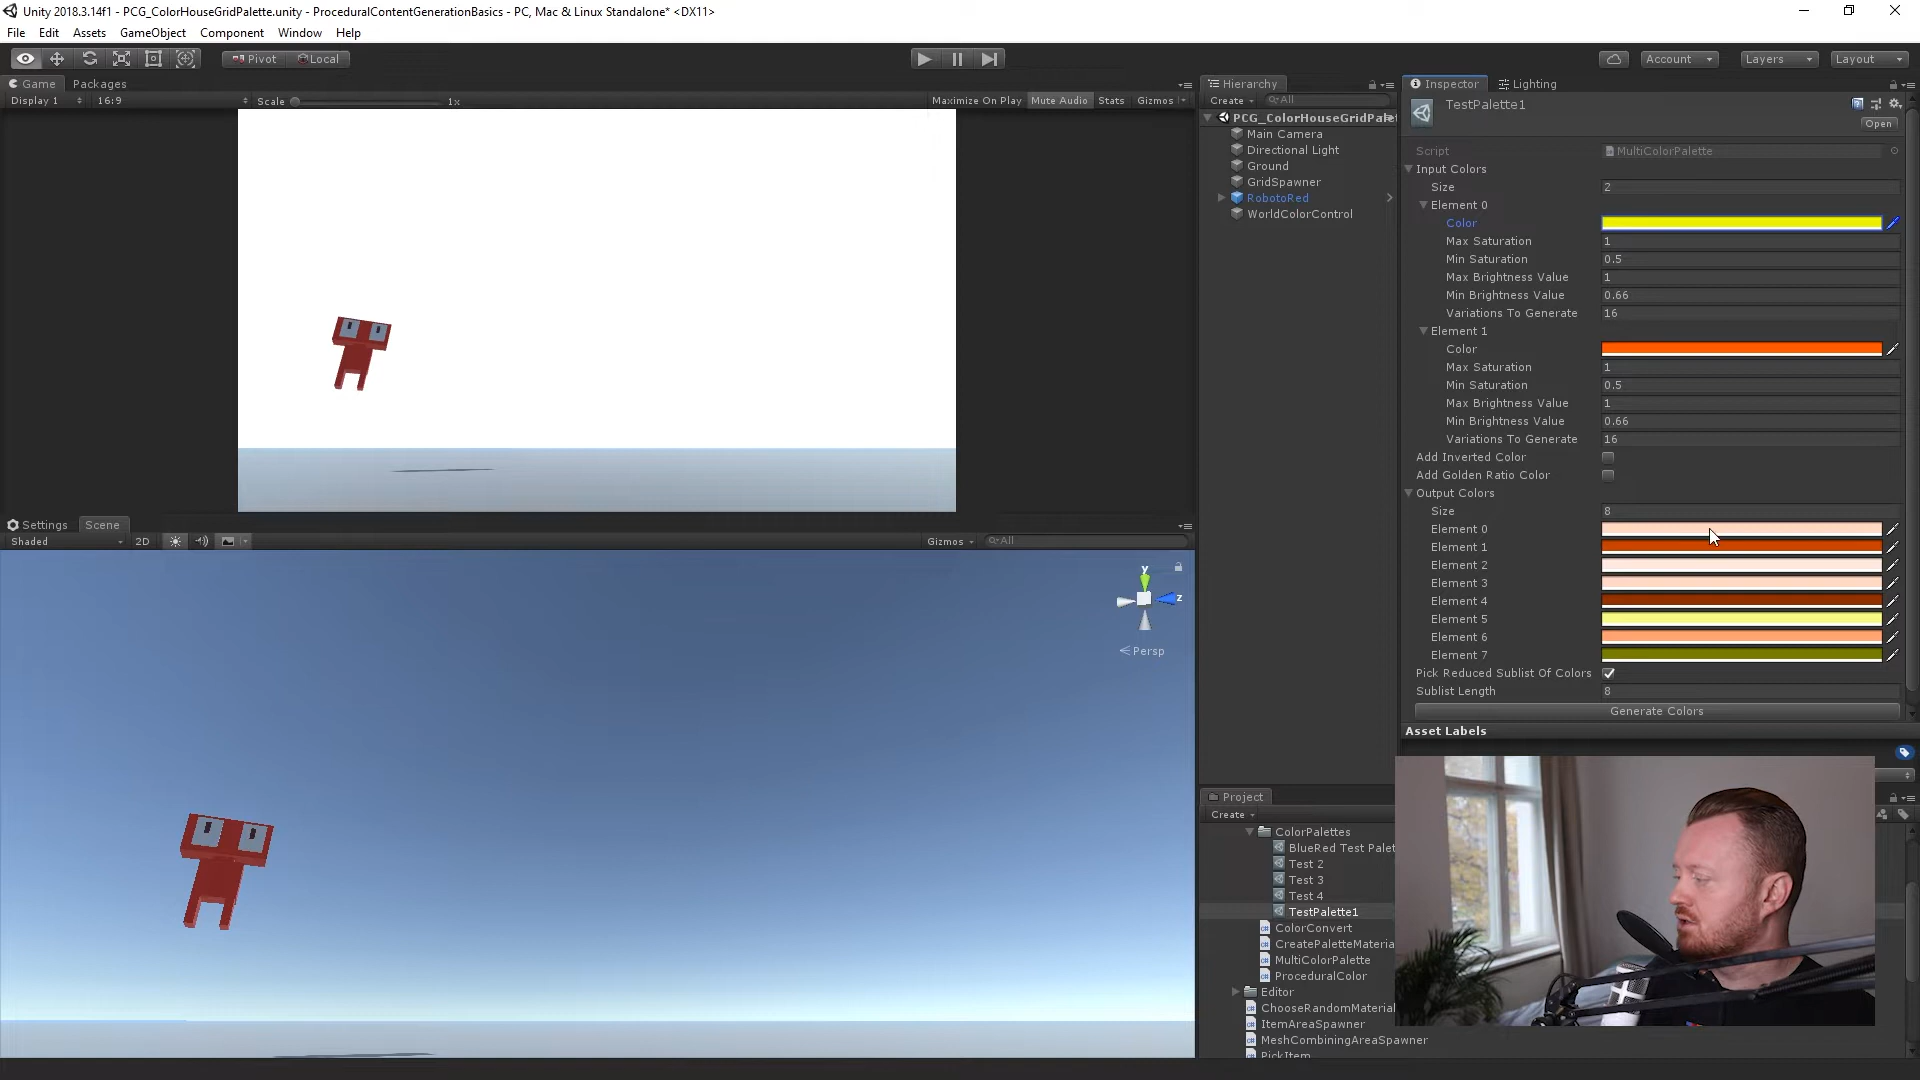 Unity 2018.3.14f1 - PCG_ColorHouseGridPalette.unity - ProceduralContentGenerationBasics - PC, Mac & Linux Standalone* <DX11>
File Edit Assets GameObject Component Window Help
Pivot Local
Account Layers Layout
Game Packages
Display 1 16:9 Scale 1x Maximize On Play Mute Audio Stats Gizmos
Settings Scene
Shaded 2D Gizmos All
y
z
Persp
Hierarchy
Create All
PCG_ColorHouseGridPalet
Main Camera
Directional Light
Ground
GridSpawner
RobotoRed
WorldColorControl
Inspector Lighting
TestPalette1
Open
Script MultiColorPalette
Input Colors
Size 2
Element 0
Color
Max Saturation 1
Min Saturation 0.5
Max Brightness Value 1
Min Brightness Value 0.66
Variations To Generate 16
Element 1
Color
Max Saturation 1
Min Saturation 0.5
Max Brightness Value 1
Min Brightness Value 0.66
Variations To Generate 16
Add Inverted Color
Add Golden Ratio Color
Output Colors
Size 8
Element 0
Element 1
Element 2
Element 3
Element 4
Element 5
Element 6
Element 7
Pick Reduced Sublist Of Colors
Sublist Length 8
Generate Colors
Asset Labels
Project
Create
ColorPalettes
BlueRed Test Palet
Test 2
Test 3
Test 4
TestPalette1
ColorConvert
CreatePaletteMateria
MultiColorPalette
ProceduralColor
Editor
ChooseRandomMaterial
ItemAreaSpawner
MeshCombiningAreaSpawner
PickItem